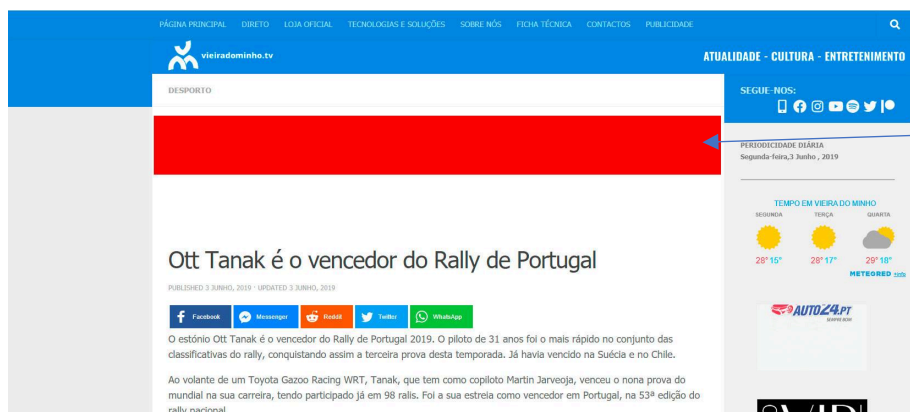 PÁGINA PRINCIPAL DIRETO LOJA OFICIAL TECNOLOGIAS E SOLUÇÕES SOBRE NÓS FICHA TÉCNICA CONTACTOS PUBLICIDADE
vieiradominho.tv
ATUALIDADE - CULTURA - ENTRETENIMENTO
DESPORTO
SEGUE-NOS:
PERIODICIDADE DIÁRIA
Segunda-feira,3 Junho , 2019
TEMPO EM VIEIRA DO MINHO
SEGUNDA TERÇA QUARTA
28° 15° 28° 17° 29° 18°
METEORED +info
AUTO24.PT
Ott Tanak é o vencedor do Rally de Portugal
PUBLISHED 3 JUNHO, 2019 · UPDATED 3 JUNHO, 2019
Facebook Messenger Reddit Twitter WhatsApp
O estónio Ott Tanak é o vencedor do Rally de Portugal 2019. O piloto de 31 anos foi o mais rápido no conjunto das
classificativas do rally, conquistando assim a terceira prova desta temporada. Já havia vencido na Suécia e no Chile.
Ao volante de um Toyota Gazoo Racing WRT, Tanak, que tem como copiloto Martin Jarveoja, venceu o nona prova do
mundial na sua carreira, tendo participado já em 98 ralis. Foi a sua estreia como vencedor em Portugal, na 53ª edição do
rally nacional